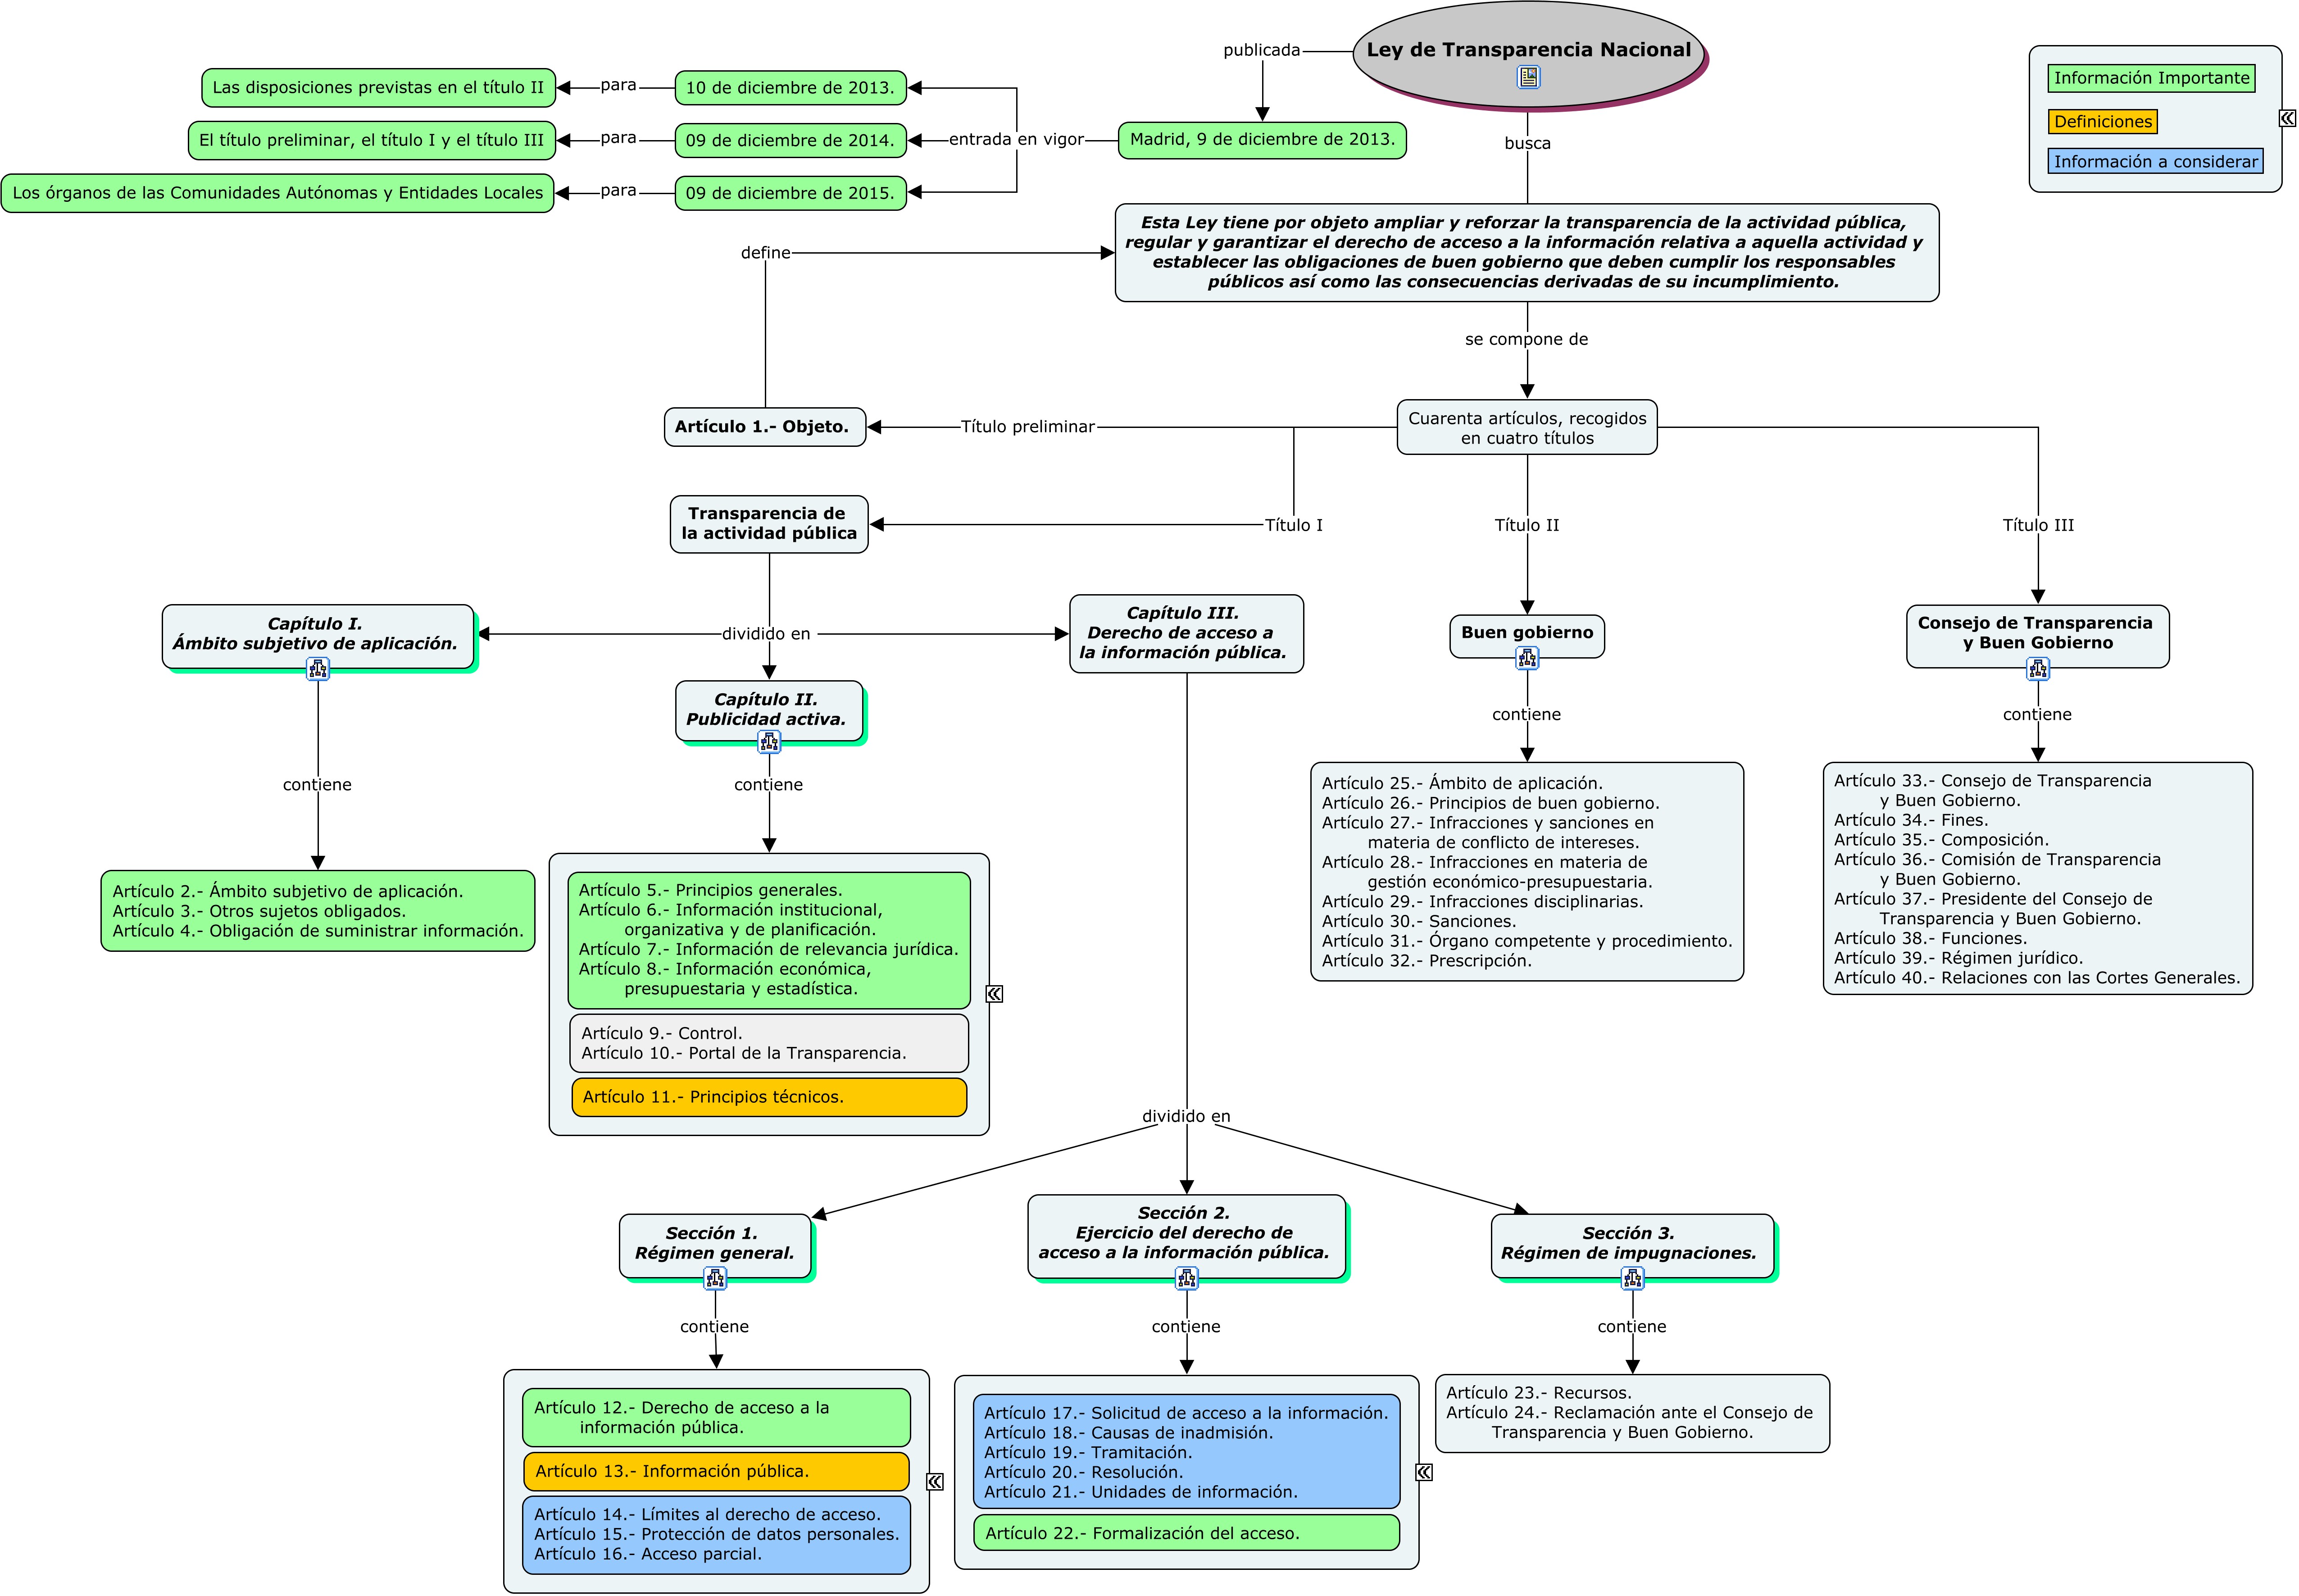 Ley de Transparencia Nacional
publicada
Madrid, 9 de diciembre de 2013.
entrada en vigor
10 de diciembre de 2013.
para
Las disposiciones previstas en el título II
09 de diciembre de 2014.
para
El título preliminar, el título I y el título III
09 de diciembre de 2015.
para
Los órganos de las Comunidades Autónomas y Entidades Locales
Información Importante
Definiciones
Información a considerar
busca
Esta Ley tiene por objeto ampliar y reforzar la transparencia de la actividad pública,
regular y garantizar el derecho de acceso a la información relativa a aquella actividad y
establecer las obligaciones de buen gobierno que deben cumplir los responsables
públicos así como las consecuencias derivadas de su incumplimiento.
define
se compone de
Cuarenta artículos, recogidos
en cuatro títulos
Título preliminar
Artículo 1.- Objeto.
Título I
Transparencia de
la actividad pública
Título II
Título III
dividido en
Capítulo I.
Ámbito subjetivo de aplicación.
contiene
Artículo 2.- Ámbito subjetivo de aplicación.
Artículo 3.- Otros sujetos obligados.
Artículo 4.- Obligación de suministrar información.
Capítulo II.
Publicidad activa.
contiene
Artículo 5.- Principios generales.
Artículo 6.- Información institucional,
organizativa y de planificación.
Artículo 7.- Información de relevancia jurídica.
Artículo 8.- Información económica,
presupuestaria y estadística.
Artículo 9.- Control.
Artículo 10.- Portal de la Transparencia.
Artículo 11.- Principios técnicos.
Capítulo III.
Derecho de acceso a
la información pública.
Buen gobierno
contiene
Artículo 25.- Ámbito de aplicación.
Artículo 26.- Principios de buen gobierno.
Artículo 27.- Infracciones y sanciones en
materia de conflicto de intereses.
Artículo 28.- Infracciones en materia de
gestión económico-presupuestaria.
Artículo 29.- Infracciones disciplinarias.
Artículo 30.- Sanciones.
Artículo 31.- Órgano competente y procedimiento.
Artículo 32.- Prescripción.
Consejo de Transparencia
y Buen Gobierno
contiene
Artículo 33.- Consejo de Transparencia
y Buen Gobierno.
Artículo 34.- Fines.
Artículo 35.- Composición.
Artículo 36.- Comisión de Transparencia
y Buen Gobierno.
Artículo 37.- Presidente del Consejo de
Transparencia y Buen Gobierno.
Artículo 38.- Funciones.
Artículo 39.- Régimen jurídico.
Artículo 40.- Relaciones con las Cortes Generales.
dividido en
Sección 1.
Régimen general.
contiene
Artículo 12.- Derecho de acceso a la
información pública.
Artículo 13.- Información pública.
Artículo 14.- Límites al derecho de acceso.
Artículo 15.- Protección de datos personales.
Artículo 16.- Acceso parcial.
Sección 2.
Ejercicio del derecho de
acceso a la información pública.
contiene
Artículo 17.- Solicitud de acceso a la información.
Artículo 18.- Causas de inadmisión.
Artículo 19.- Tramitación.
Artículo 20.- Resolución.
Artículo 21.- Unidades de información.
Artículo 22.- Formalización del acceso.
Sección 3.
Régimen de impugnaciones.
contiene
Artículo 23.- Recursos.
Artículo 24.- Reclamación ante el Consejo de
Transparencia y Buen Gobierno.